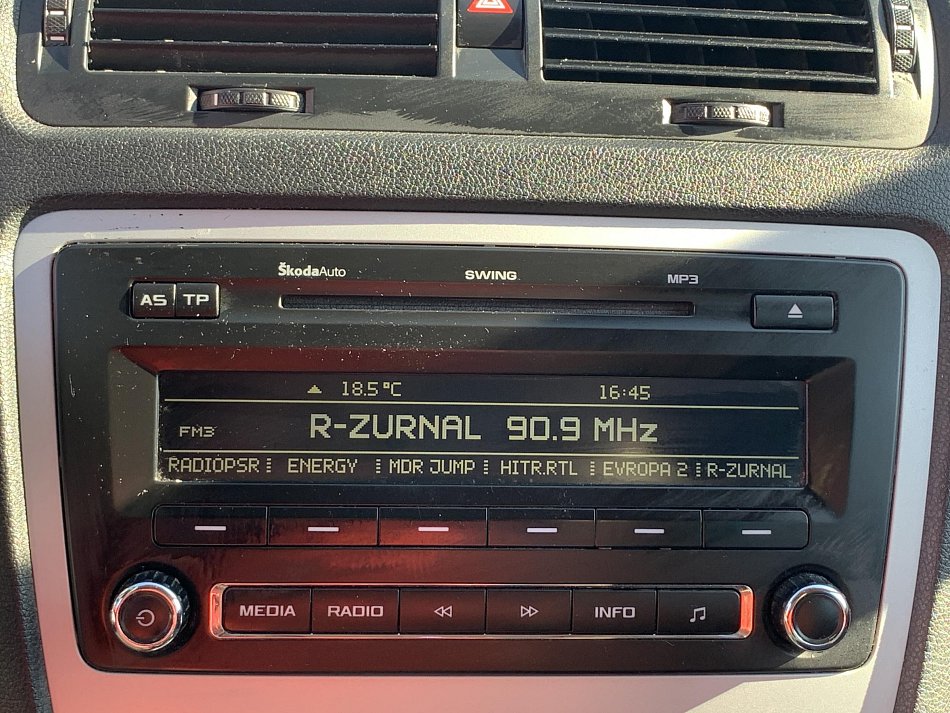 ŠkodaAuto SWING MP3
AS TP
18.5°C 16:45
FM3 R-ZURNAL 90.9 MHz
RADIOPSR ENERGY MDR JUMP HITR.RTL EVROPA 2 R-ZURNAL
MEDIA RADIO INFO